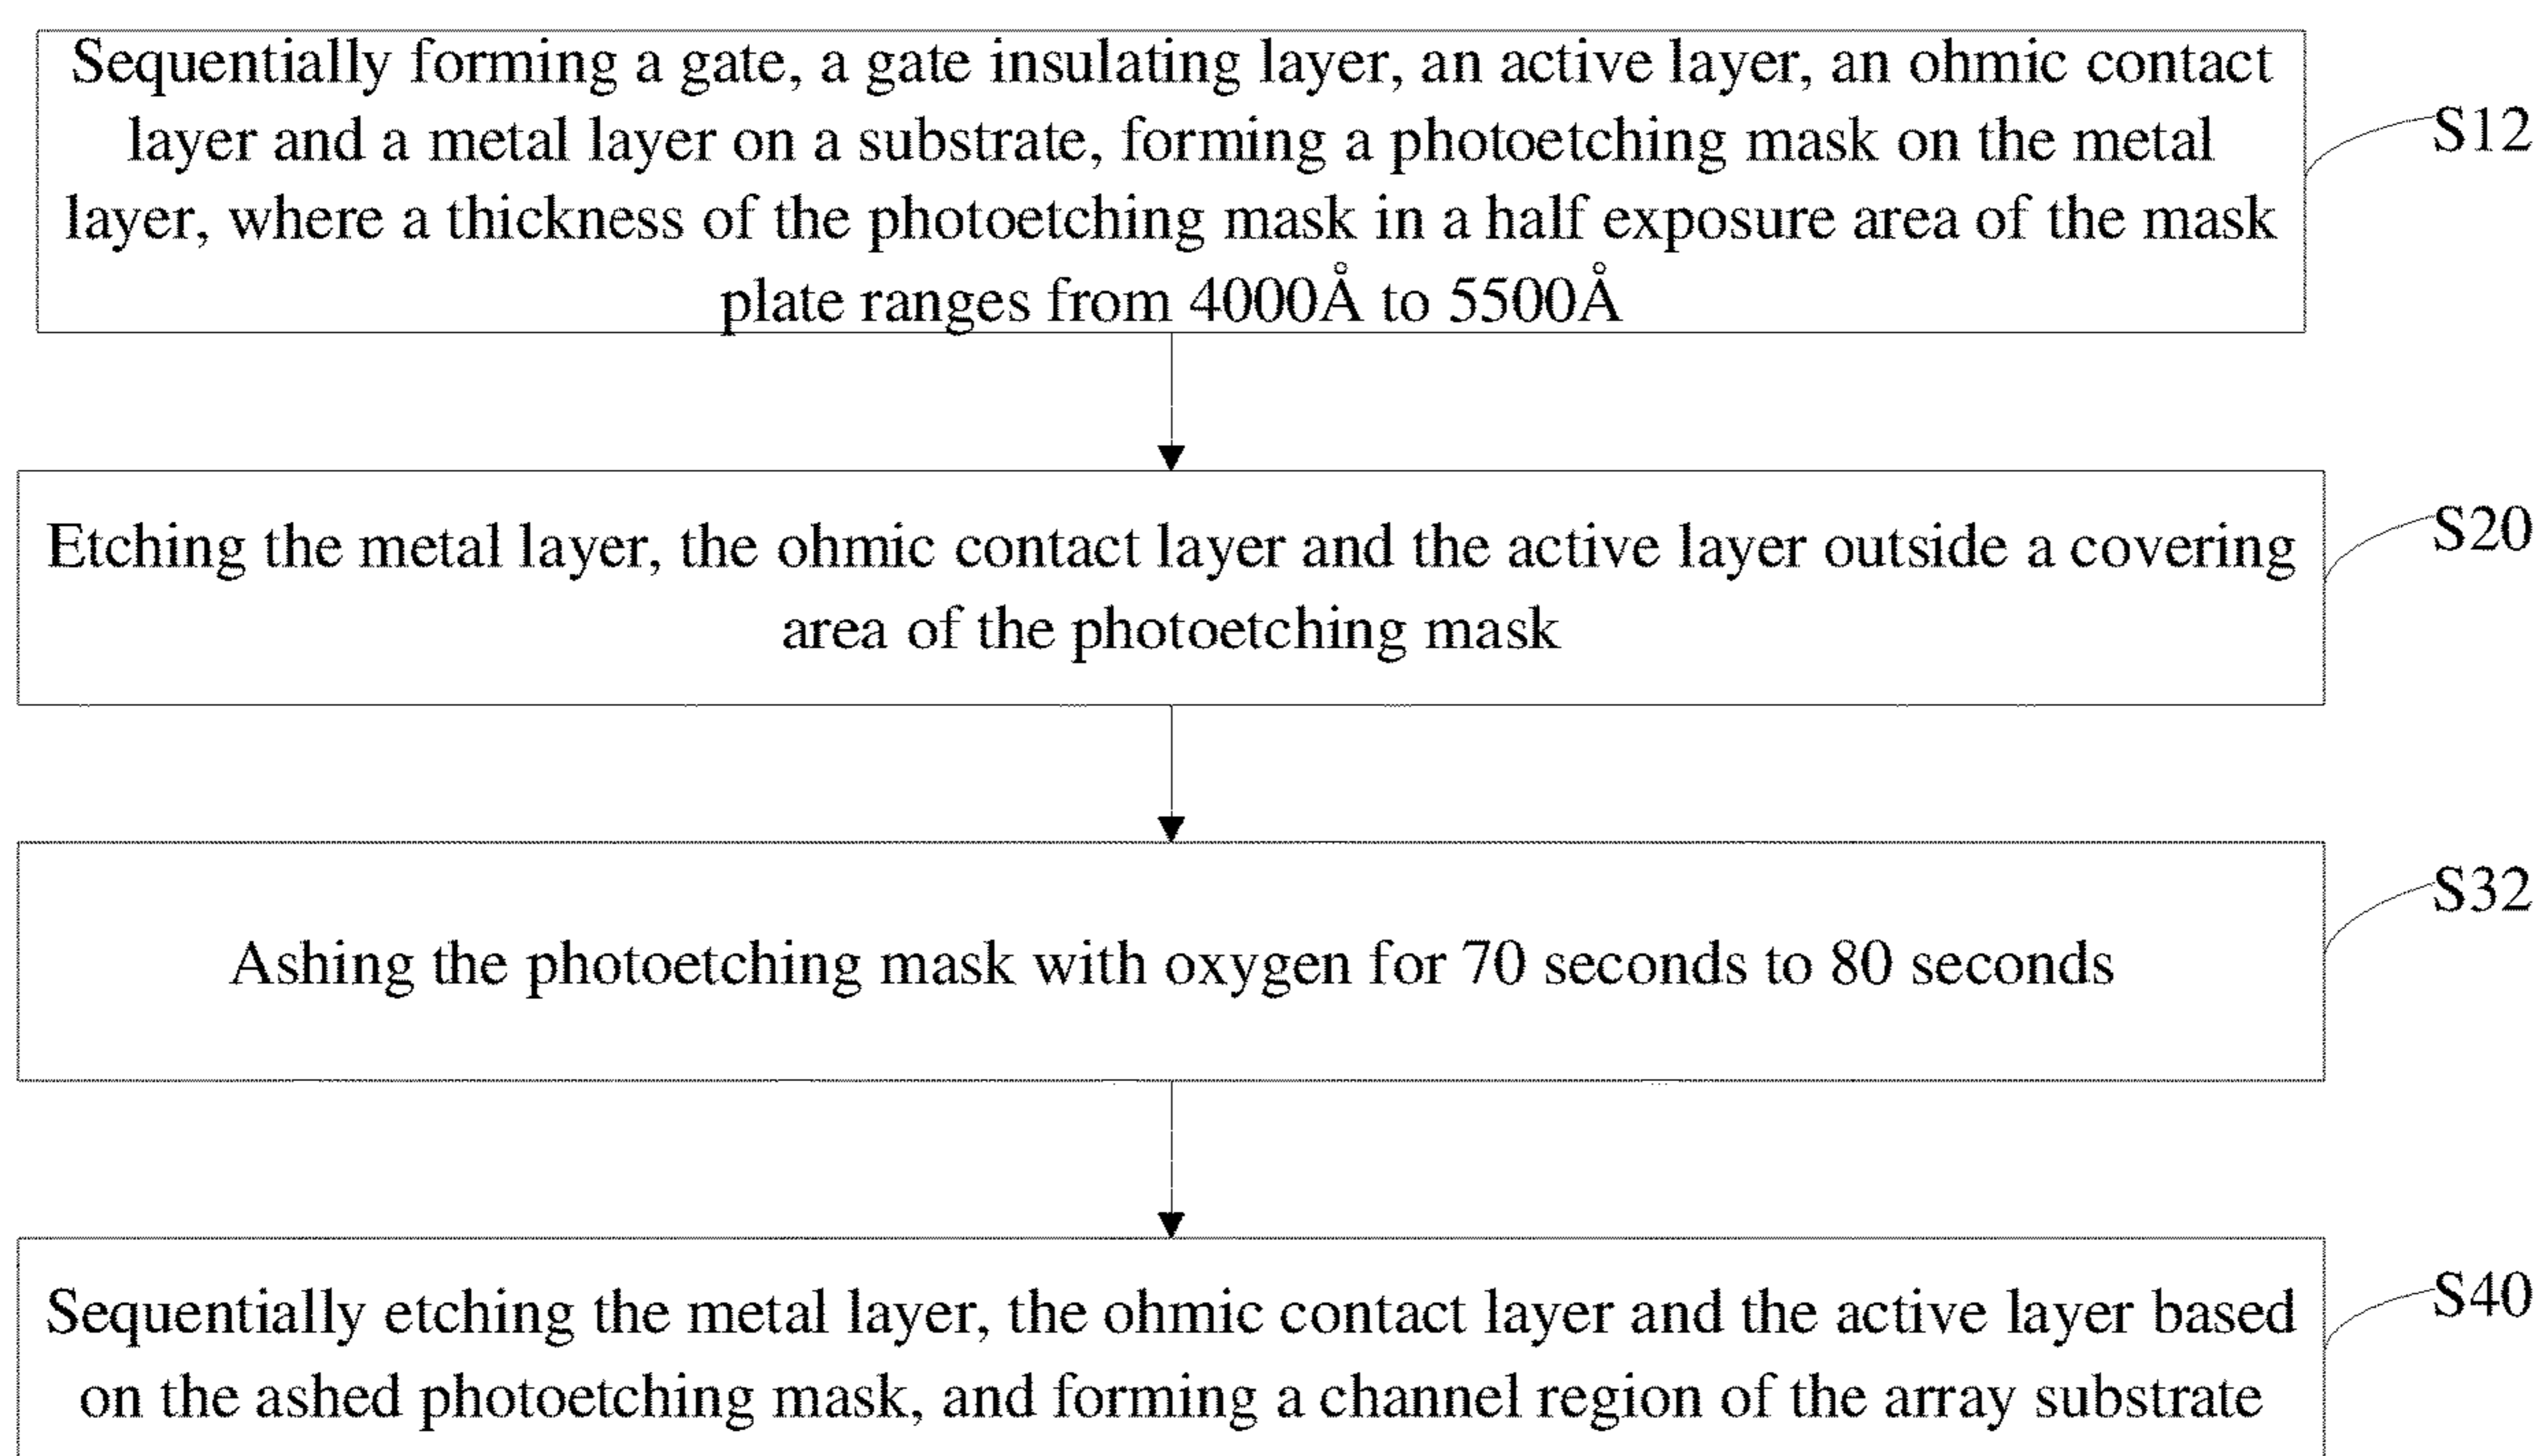 Sequentially forming a gate, a gate insulating layer, an active layer, an ohmic contact
layer and a metal layer on a substrate, forming a photoetching mask on the metal
layer, where a thickness of the photoetching mask in a half exposure area of the mask
plate ranges from 4000Å to 5500Å
S12
Etching the metal layer, the ohmic contact layer and the active layer outside a covering
area of the photoetching mask
S20
Ashing the photoetching mask with oxygen for 70 seconds to 80 seconds
S32
Sequentially etching the metal layer, the ohmic contact layer and the active layer based
on the ashed photoetching mask, and forming a channel region of the array substrate
S40